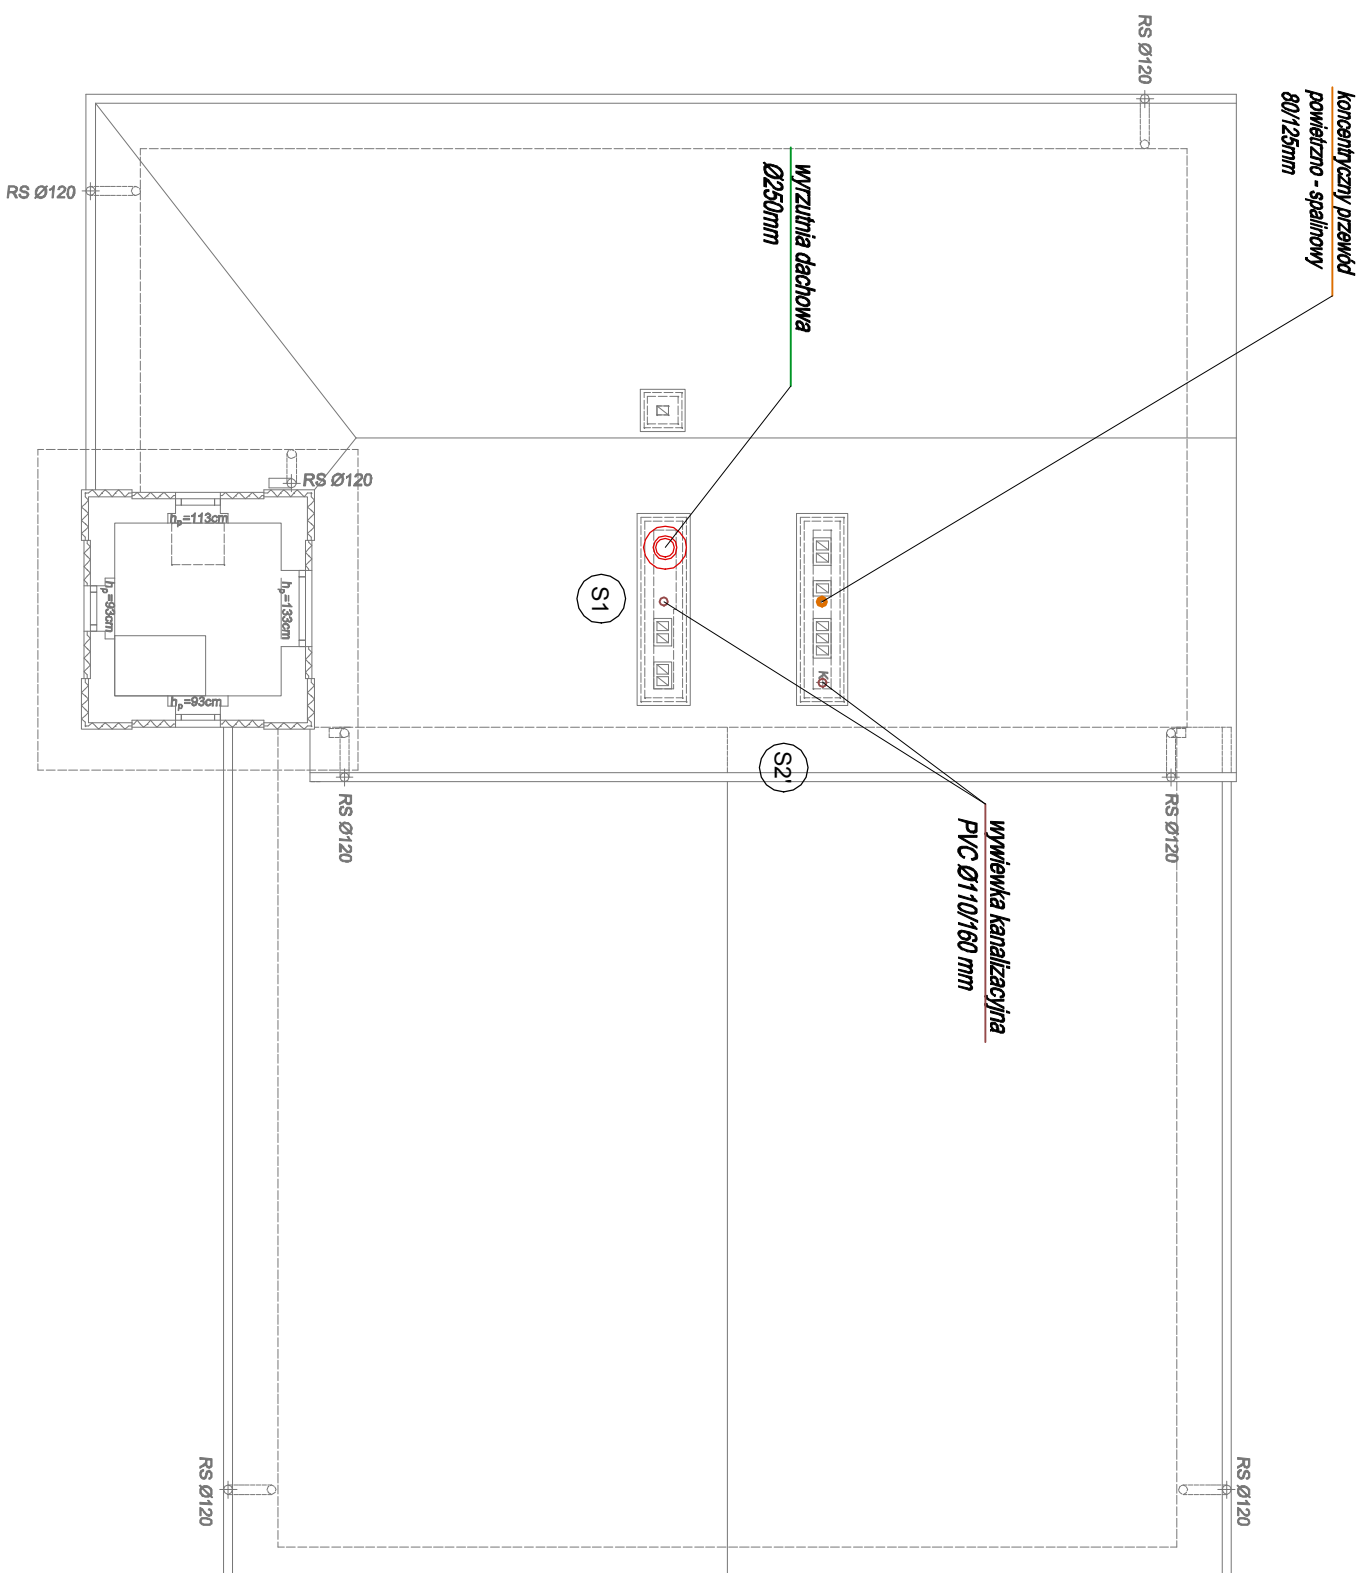 RS Ø120
koncentryczny przewód
powietrzno - spalinowy
80/125mm
RS Ø120
wyrzutnia dachowa
Ø250mm
RS Ø120
hp=113cm
hp=93cm
hp=133cm
hp=93cm
S1
K
S2'
RS Ø120
RS Ø120
wywiewka kanalizacyjna
PVC Ø110/160 mm
RS Ø120
RS Ø120